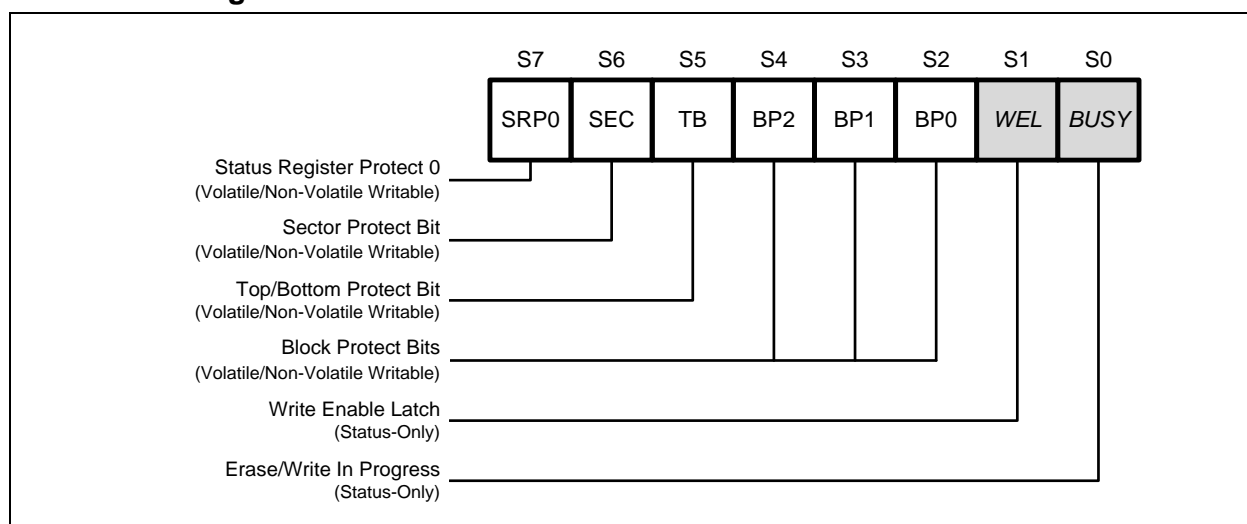 S7 S6 S5 S4 S3 S2 S1 S0
SRP0 SEC TB BP2 BP1 BP0 WEL BUSY
Status Register Protect 0
(Volatile/Non-Volatile Writable)
Sector Protect Bit
(Volatile/Non-Volatile Writable)
Top/Bottom Protect Bit
(Volatile/Non-Volatile Writable)
Block Protect Bits
(Volatile/Non-Volatile Writable)
Write Enable Latch
(Status-Only)
Erase/Write In Progress
(Status-Only)